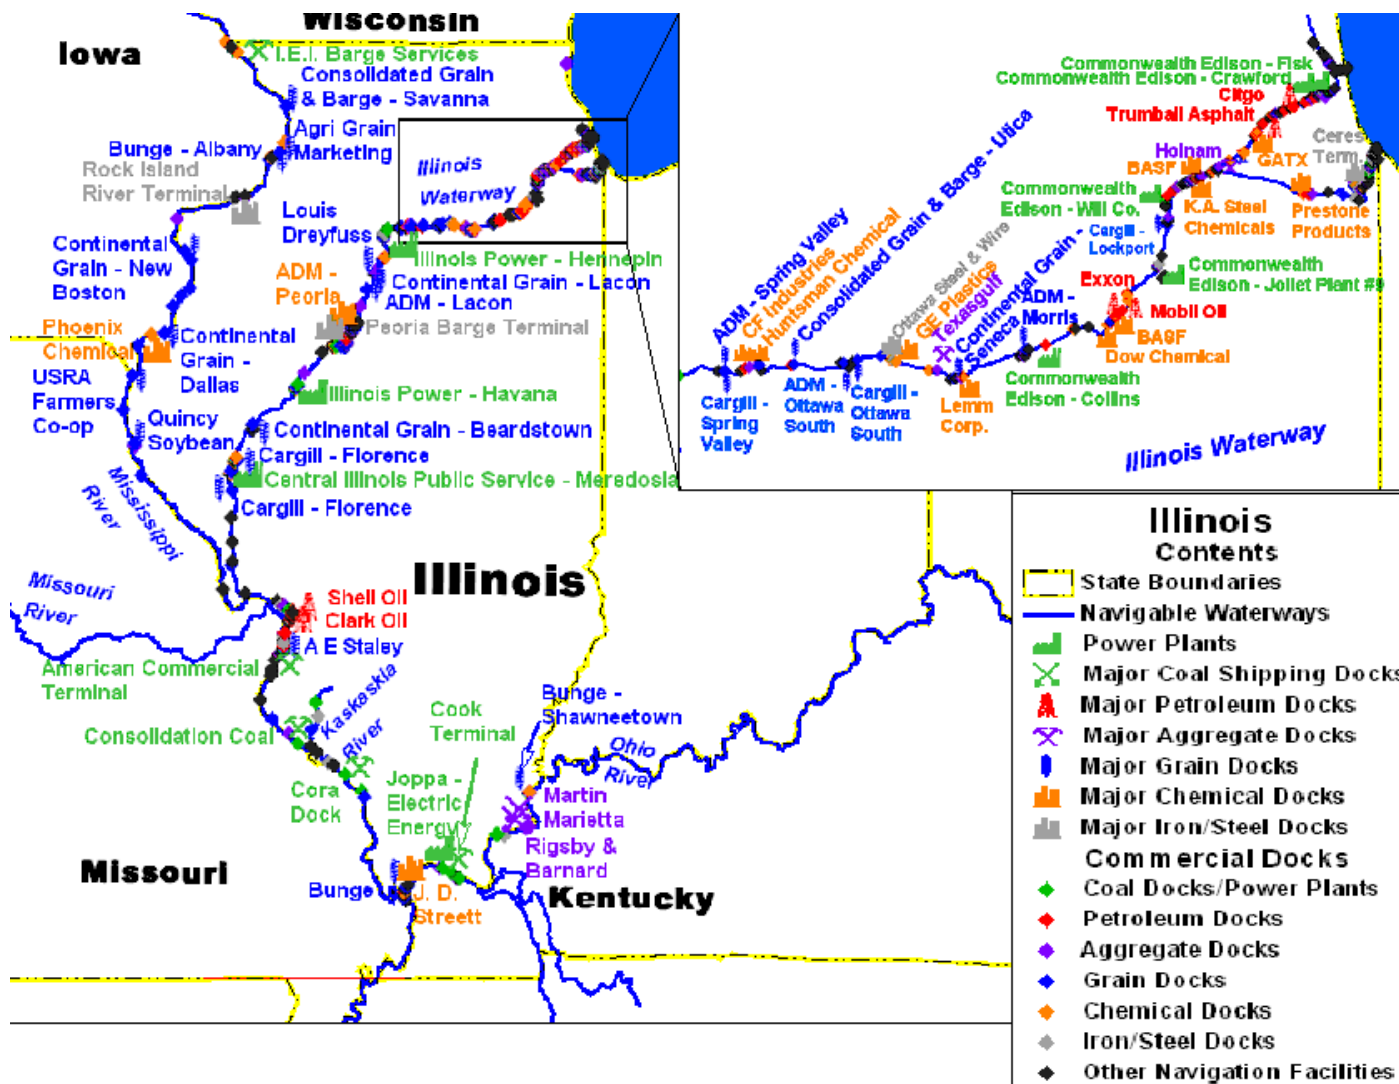 Wisconsin
Iowa
I.E.I. Barge Services
Consolidated Grain
& Barge - Savanna
Agri Grain
Marketing
Bunge - Albany
Rock Island
River Terminal
Illinois
Waterway
Louis
Dreyfuss
Continental
Grain - New
Boston
Illinois Power - Hennepin
ADM -
Peoria
Continental Grain - Lacon
ADM - Lacon
Peoria Barge Terminal
Phoenix
Chemical
Continental
Grain -
Dallas
USRA
Farmers
Co-op
Illinois Power - Havana
Quincy
Soybean
Continental Grain - Beardstown
Cargill - Florence
Central Illinois Public Service - Meredosia
Cargill - Florence
Mississippi
River
Missouri
River
Illinois
Shell Oil
Clark Oil
A E Staley
American Commercial
Terminal
Kaskaskia
River
Consolidation Coal
Cook
Terminal
Bunge -
Shawneetown
Ohio
River
Cora
Dock
Joppa -
Electric
Energy
Martin
Marietta
Rigsby &
Barnard
Missouri
Bunge
J. D.
Streett
Kentucky
Commonwealth Edison - Fisk
Commonwealth Edison - Crawford
Citgo
Trumball Asphalt
Ceres
Term.
Holnam
GATX
BASF
Commonwealth
Edison - Will Co.
K.A. Steel
Chemicals
Prestone
Products
Cargill -
Lockport
Commonwealth
Edison - Joliet Plant #9
Exxon
Mobil Oil
BASF
Dow Chemical
ADM - Spring Valley
CF Industries
Huntsman Chemical
Consolidated Grain & Barge - Utica
Ottawa Steel & Wire
GE Plastics
Texasgulf
Continental Grain -
Seneca
ADM -
Morris
Cargill -
Spring
Valley
ADM -
Ottawa
South
Cargill -
Ottawa
South
Lemm
Corp.
Commonwealth
Edison - Collins
Illinois Waterway
Illinois
Contents
State Boundaries
Navigable Waterways
Power Plants
Major Coal Shipping Docks
Major Petroleum Docks
Major Aggregate Docks
Major Grain Docks
Major Chemical Docks
Major Iron/Steel Docks
Commercial Docks
Coal Docks/Power Plants
Petroleum Docks
Aggregate Docks
Grain Docks
Chemical Docks
Iron/Steel Docks
Other Navigation Facilities